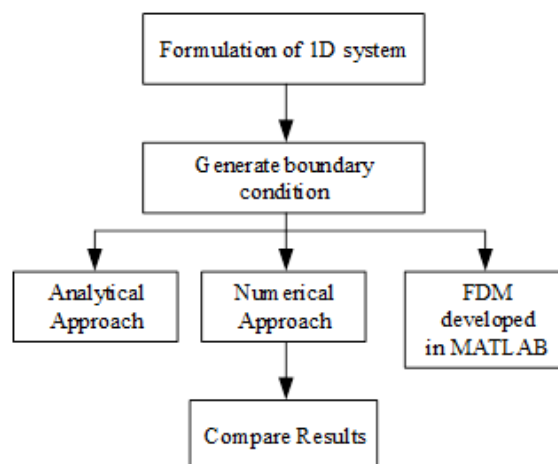 Formulation of 1D system
Generate boundary
condition
Analytical
Approach
Numerical
Approach
FDM
developed
in MATLAB
Compare Results